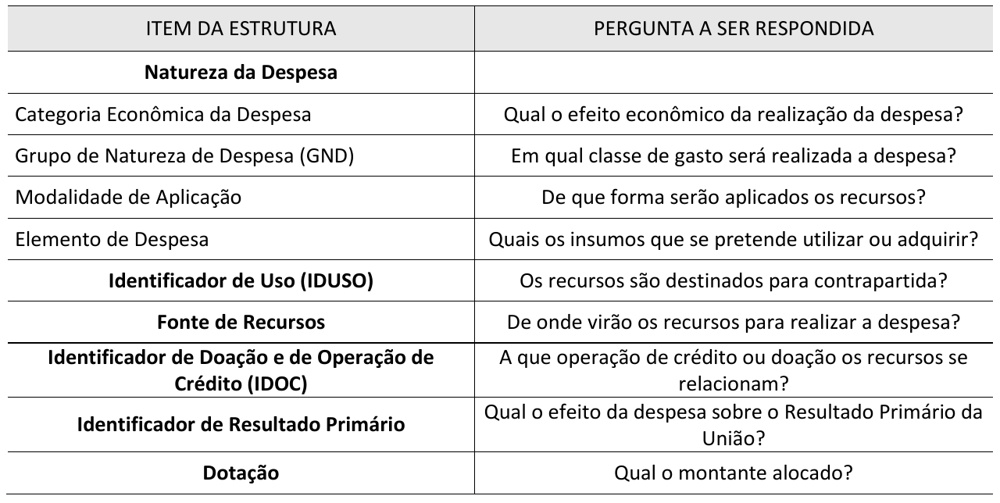 ITEM DA ESTRUTURA
PERGUNTA A SER RESPONDIDA
Natureza da Despesa
Categoria Econômica da Despesa
Qual o efeito econômico da realização da despesa?
Grupo de Natureza de Despesa (GND)
Em qual classe de gasto será realizada a despesa?
Modalidade de Aplicação
De que forma serão aplicados os recursos?
Elemento de Despesa
Quais os insumos que se pretende utilizar ou adquirir?
Identificador de Uso (IDUSO)
Os recursos são destinados para contrapartida?
Fonte de Recursos
De onde virão os recursos para realizar a despesa?
Identificador de Doação e de Operação de
Crédito (IDOC)
A que operação de crédito ou doação os recursos se
relacionam?
Identificador de Resultado Primário
Qual o efeito da despesa sobre o Resultado Primário da
União?
Dotação
Qual o montante alocado?